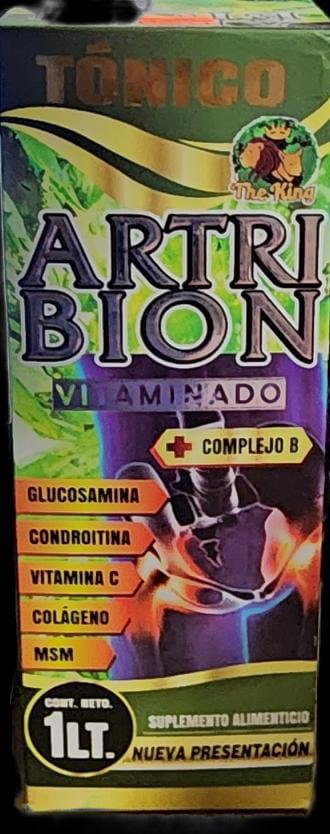 TÓNICO
The King
ARTRI
BION
VITAMINADO
COMPLEJO B
GLUCOSAMINA
CONDROITINA
VITAMINA C
COLÁGENO
MSM
CONT. NETO.
1LT.
SUPLEMENTO ALIMENTICIO
NUEVA PRESENTACIÓN